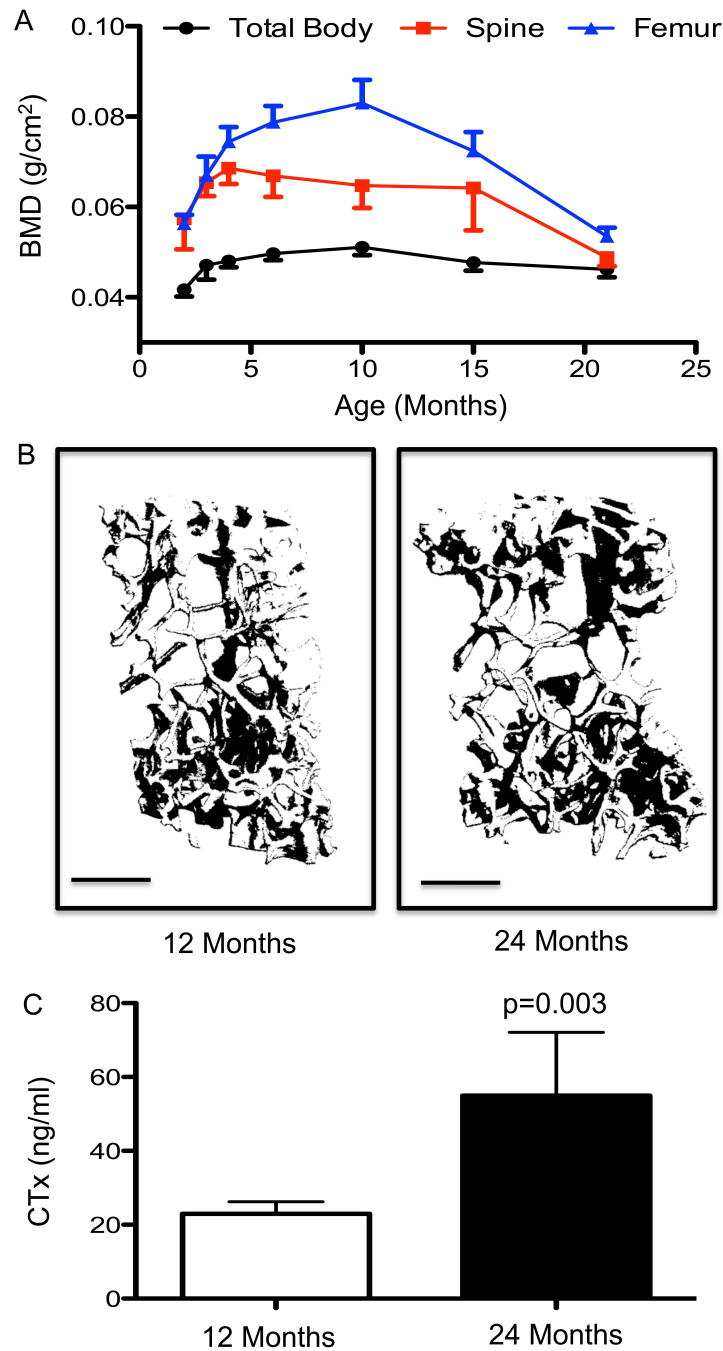 A
Total Body Spine Femur
BMD (g/cm²)
0.10
0.08
0.06
0.04
0 5 10 15 20 25
Age (Months)
B
12 Months 24 Months
C
p=0.003
CTx (ng/ml)
80
60
40
20
0
12 Months 24 Months